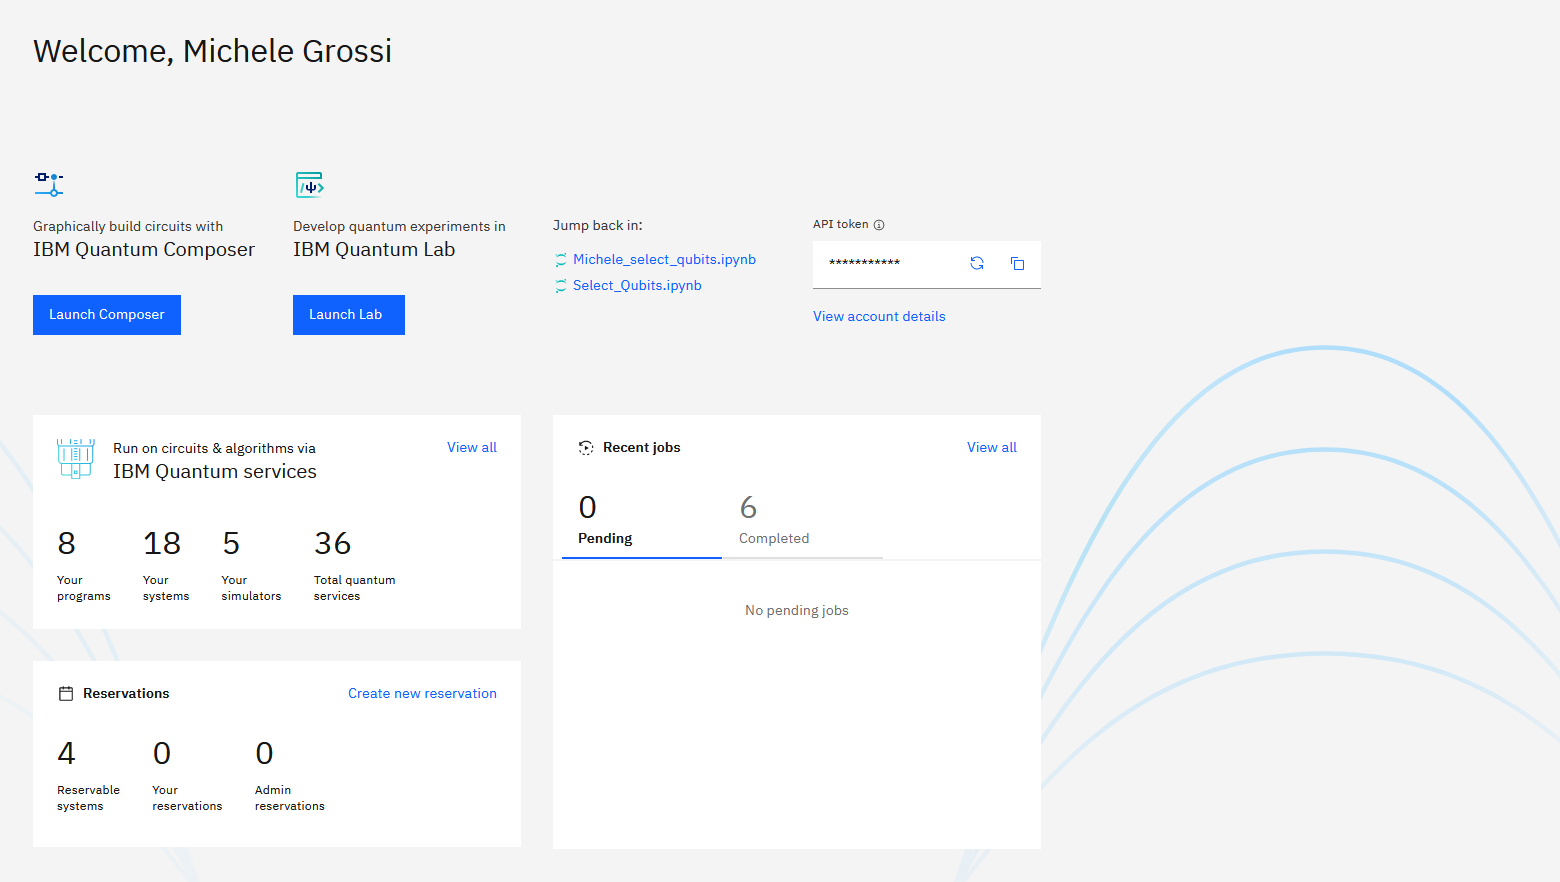 Welcome, Michele Grossi
Graphically build circuits with
IBM Quantum Composer
Launch Composer
Develop quantum experiments in
IBM Quantum Lab
Launch Lab
Jump back in:
Michele_select_qubits.ipynb
Select_Qubits.ipynb
API token
***********
View account details
Run on circuits & algorithms via
IBM Quantum services
View all
8
Your
programs
18
Your
systems
5
Your
simulators
36
Total quantum
services
Recent jobs
View all
0
Pending
6
Completed
No pending jobs
Reservations
Create new reservation
4
Reservable
systems
0
Your
reservations
0
Admin
reservations